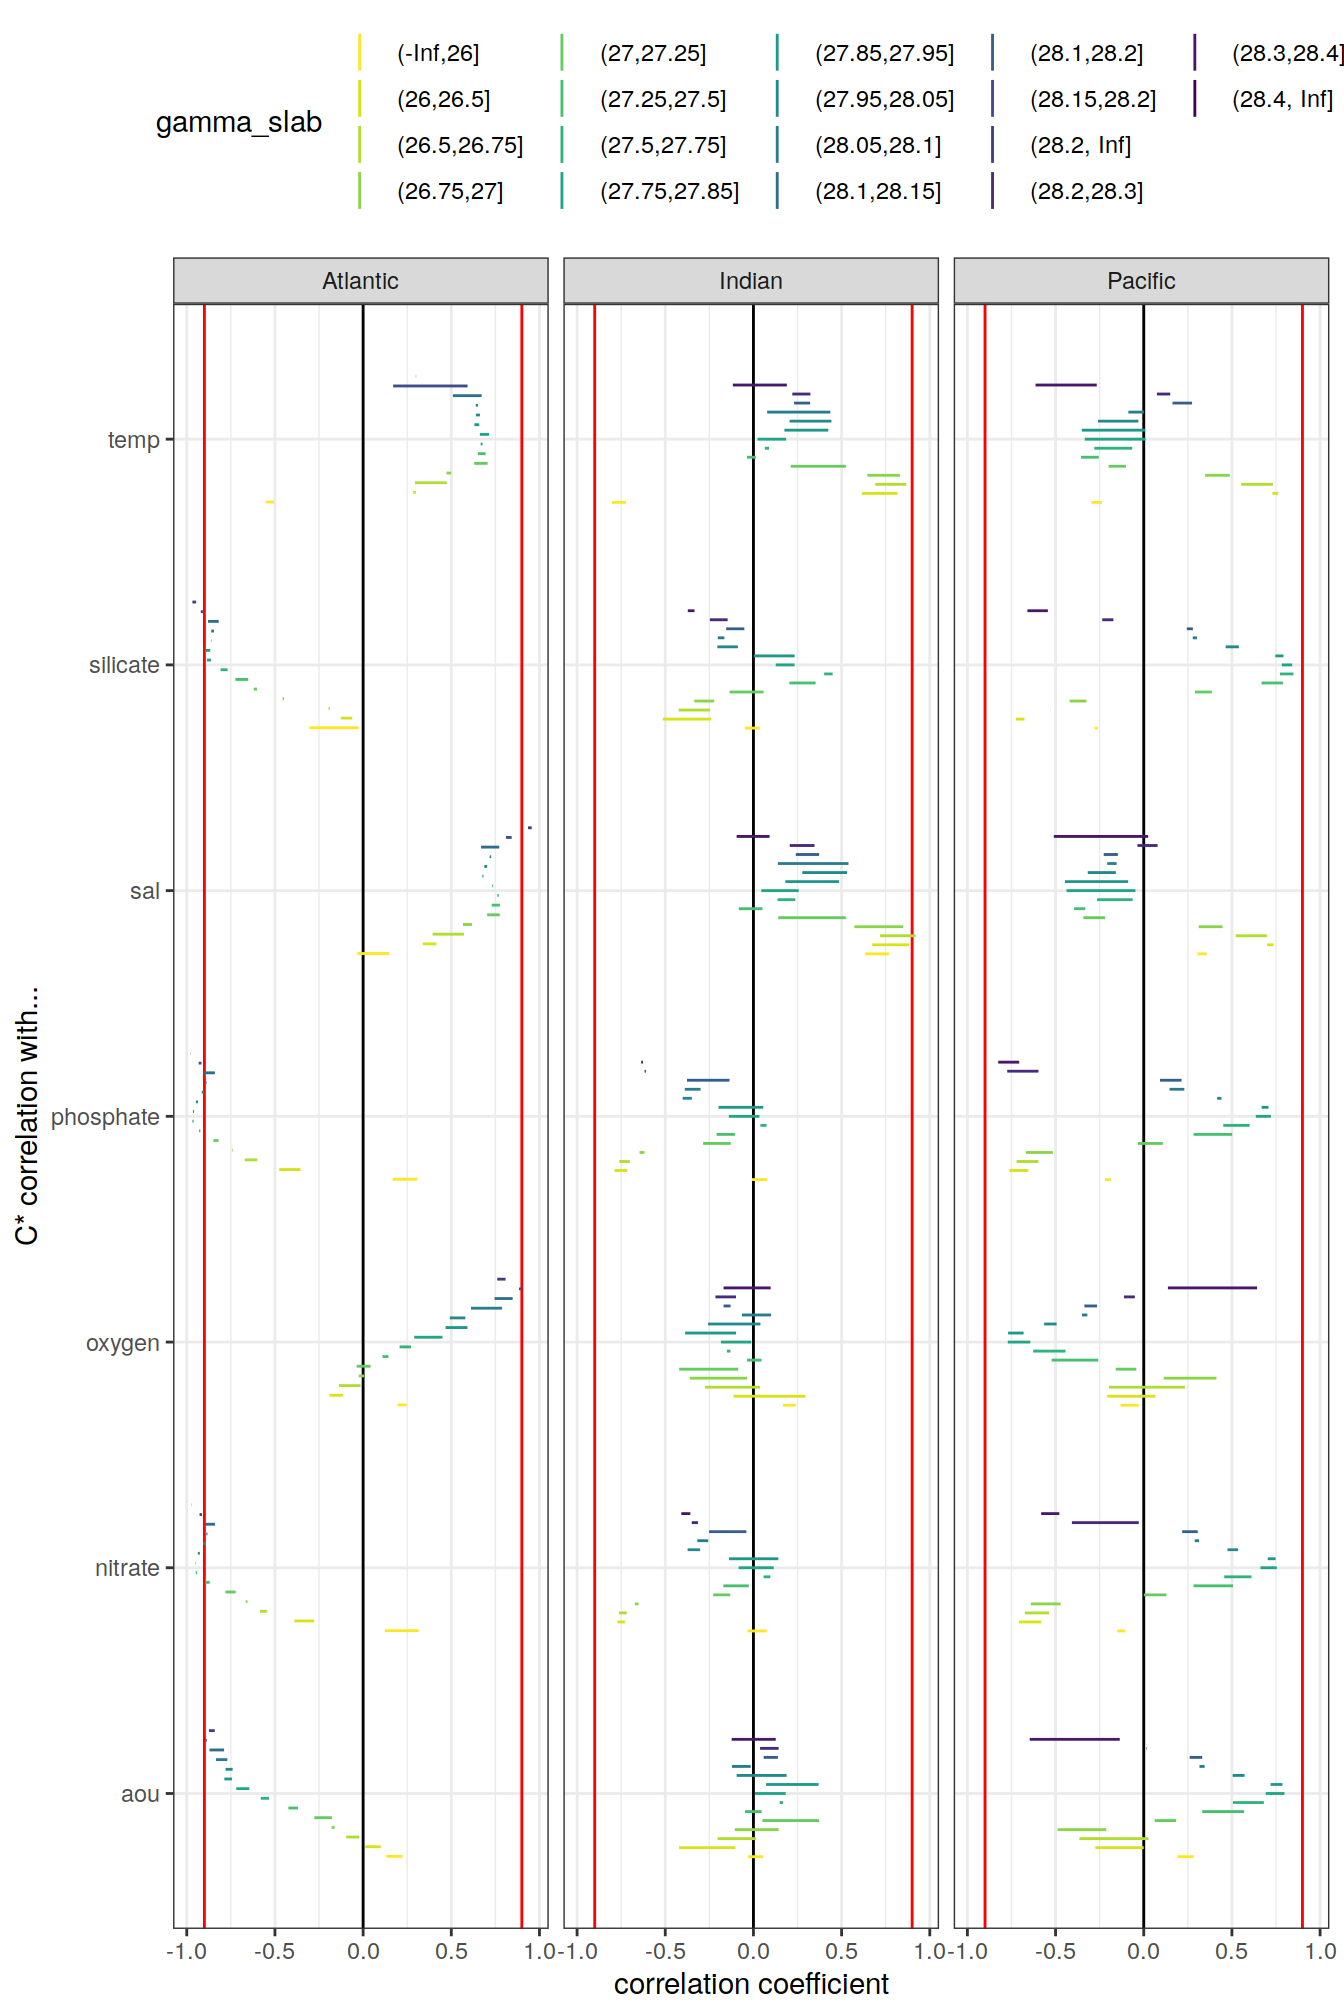 gamma_slab
(-Inf,26] (27,27.25] (27.85,27.95] (28.1,28.2] (28.3,28.4]
(26,26.5] (27.25,27.5] (27.95,28.05] (28.15,28.2] (28.4, Inf]
(26.5,26.75] (27.5,27.75] (28.05,28.1] (28.2, Inf]
(26.75,27] (27.75,27.85] (28.1,28.15] (28.2,28.3]
Atlantic Indian Pacific
C* correlation with...
temp
silicate
sal
phosphate
oxygen
nitrate
aou
-1.0 -0.5 0.0 0.5 1.0 -1.0 -0.5 0.0 0.5 1.0 -1.0 -0.5 0.0 0.5 1.0
correlation coefficient